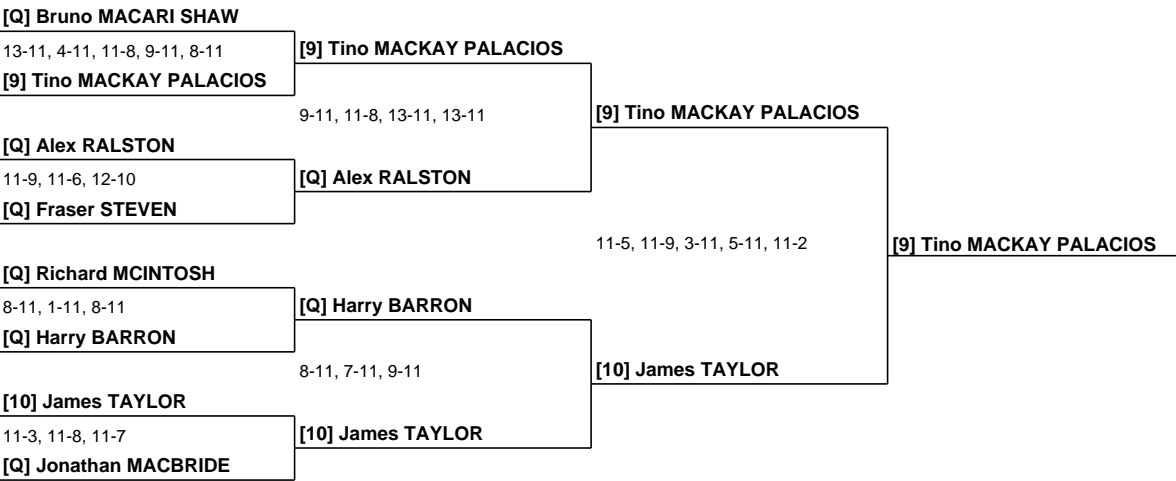 [Q] Bruno MACARI SHAW
13-11, 4-11, 11-8, 9-11, 8-11
[9] Tino MACKAY PALACIOS
[9] Tino MACKAY PALACIOS
9-11, 11-8, 13-11, 13-11
[9] Tino MACKAY PALACIOS
[Q] Alex RALSTON
11-9, 11-6, 12-10
[Q] Alex RALSTON
[Q] Fraser STEVEN
11-5, 11-9, 3-11, 5-11, 11-2
[9] Tino MACKAY PALACIOS
[Q] Richard MCINTOSH
8-11, 1-11, 8-11
[Q] Harry BARRON
[Q] Harry BARRON
8-11, 7-11, 9-11
[10] James TAYLOR
[10] James TAYLOR
11-3, 11-8, 11-7
[10] James TAYLOR
[Q] Jonathan MACBRIDE